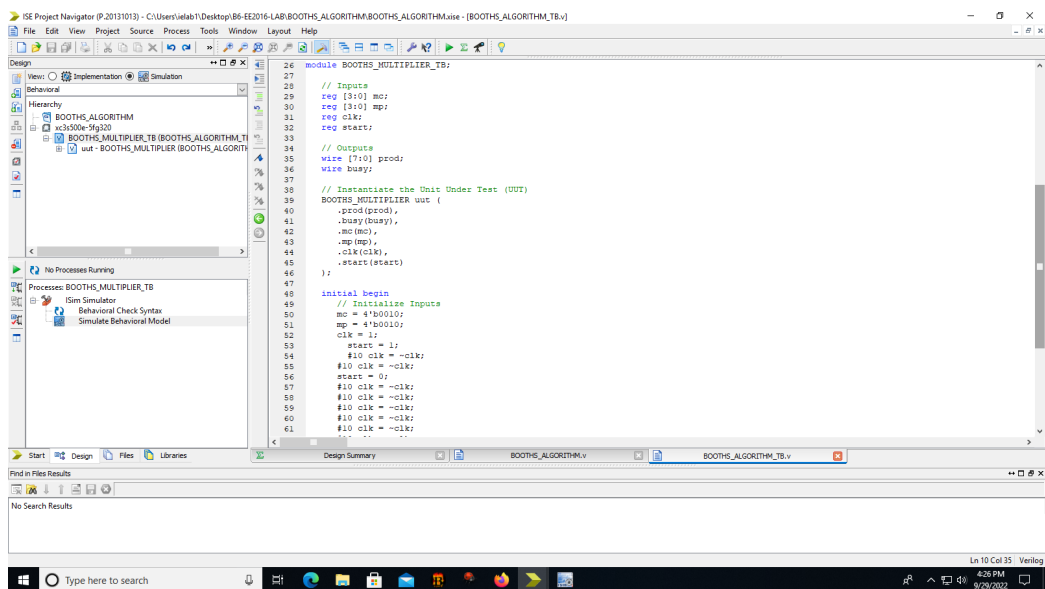 ISE Project Navigator (P.20131013) - C:\Users\ielab1\Desktop\B6-EE2016-LAB\BOOTHS_ALGORITHM\BOOTHS_ALGORITHM.xise - [BOOTHS_ALGORITHM_TB.v]
File Edit View Project Source Process Tools Window Layout Help
Design
View: Implementation Simulation
Behavioral
Hierarchy
BOOTHS_ALGORITHM
xc3s500e-5fg320
BOOTHS_MULTIPLIER_TB (BOOTHS_ALGORITHM_T
uut - BOOTHS_MULTIPLIER (BOOTHS_ALGORITH
No Processes Running
Processes: BOOTHS_MULTIPLIER_TB
ISim Simulator
Behavioral Check Syntax
Simulate Behavioral Model
Start Design Files Libraries
26 module BOOTHS_MULTIPLIER_TB;
27
28 // Inputs
29 reg [3:0] mc;
30 reg [3:0] mp;
31 reg clk;
32 reg start;
33
34 // Outputs
35 wire [7:0] prod;
36 wire busy;
37
38 // Instantiate the Unit Under Test (UUT)
39 BOOTHS_MULTIPLIER uut (
40 .prod(prod),
41 .busy(busy),
42 .mc(mc),
43 .mp(mp),
44 .clk(clk),
45 .start(start)
46 );
47
48 initial begin
49 // Initialize Inputs
50 mc = 4'b0010;
51 mp = 4'b0010;
52 clk = 1;
53 start = 1;
54 #10 clk = ~clk;
55 #10 clk = ~clk;
56 start = 0;
57 #10 clk = ~clk;
58 #10 clk = ~clk;
59 #10 clk = ~clk;
60 #10 clk = ~clk;
61 #10 clk = ~clk;
Design Summary BOOTHS_ALGORITHM.v BOOTHS_ALGORITHM_TB.v
Find in Files Results
No Search Results
Ln 10 Col 35 Verilog
Type here to search
4:26 PM
9/29/2022